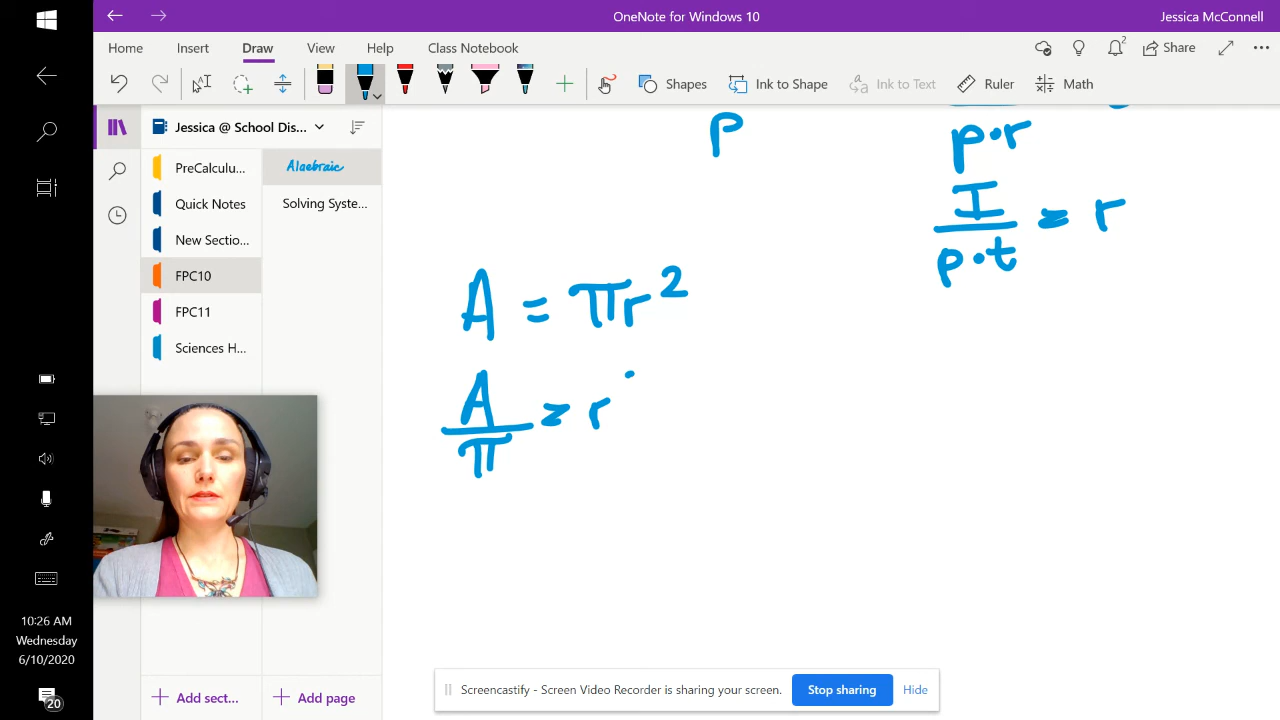 OneNote for Windows 10
Jessica McConnell
Home Insert Draw View Help Class Notebook
2 Share
Shapes Ink to Shape Ink to Text Ruler Math
Jessica @ School Dis...
PreCalculu...
Quick Notes
New Sectio...
FPC10
FPC11
Sciences H...
Algebraic
Solving Syste...
p
p·r
I/p·t = r
A = πr²
A/π = r
Add sect...
Add page
10:26 AM
Wednesday
6/10/2020
20
Screencastify - Screen Video Recorder is sharing your screen. Stop sharing Hide